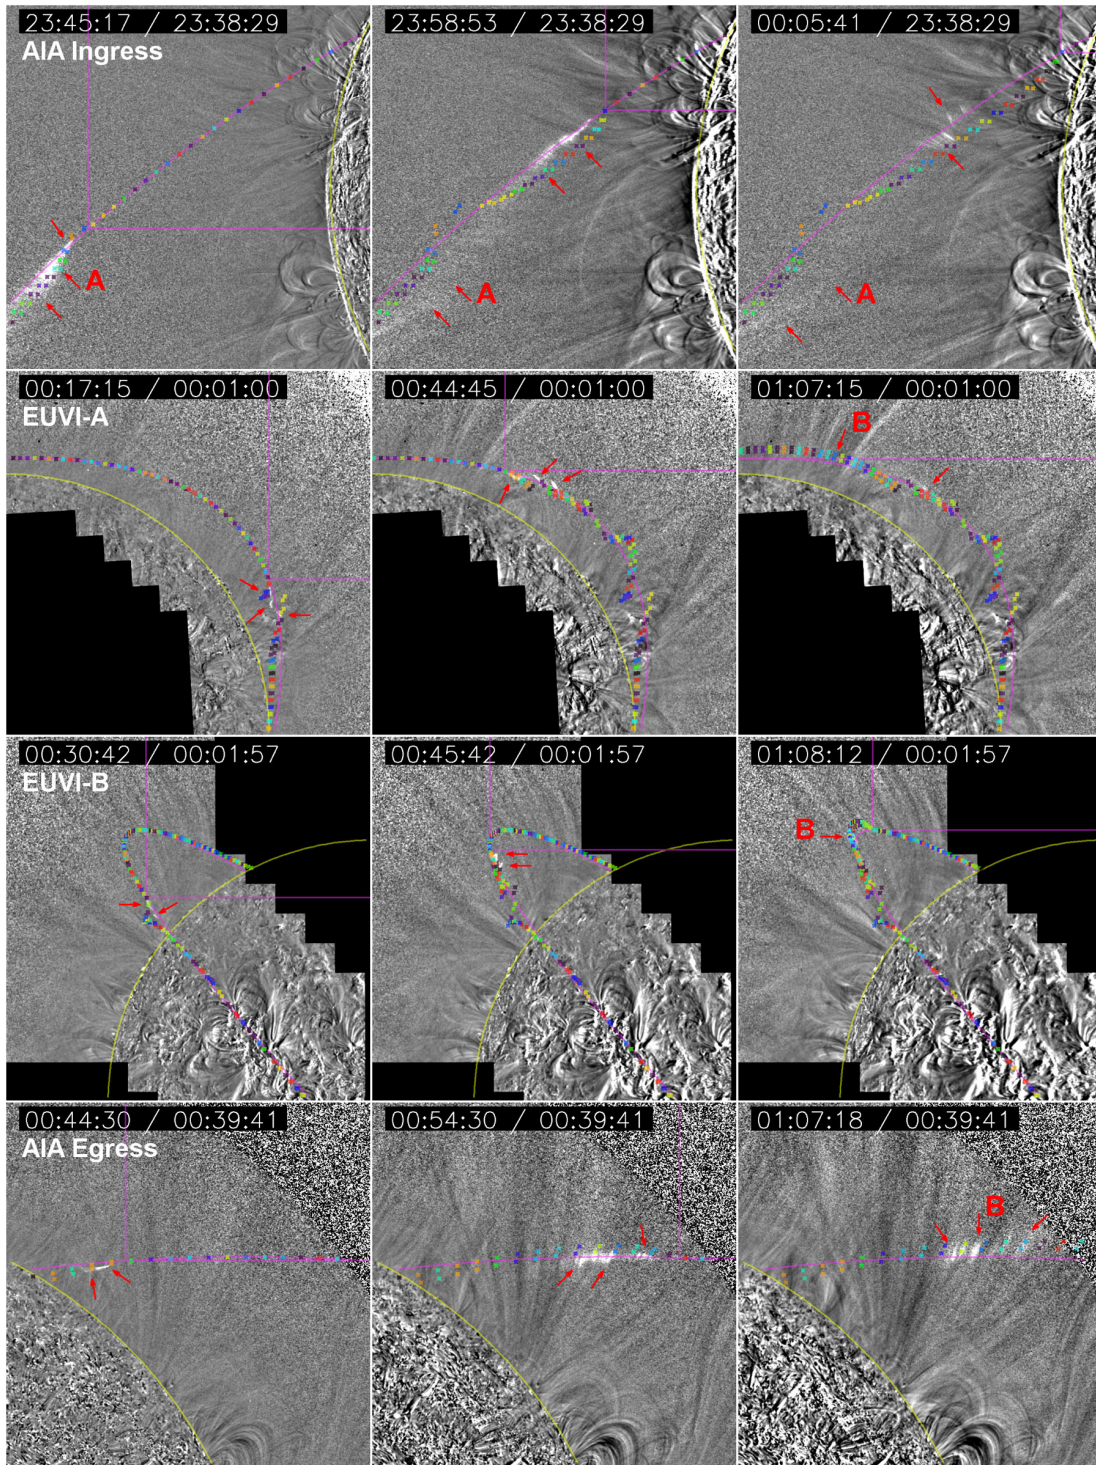 23:45:17 / 23:38:29
AIA Ingress
A
23:58:53 / 23:38:29
A
00:05:41 / 23:38:29
A
00:17:15 / 00:01:00
EUVI-A
00:44:45 / 00:01:00
01:07:15 / 00:01:00
B
00:30:42 / 00:01:57
EUVI-B
00:45:42 / 00:01:57
01:08:12 / 00:01:57
B
00:44:30 / 00:39:41
AIA Egress
00:54:30 / 00:39:41
01:07:18 / 00:39:41
B